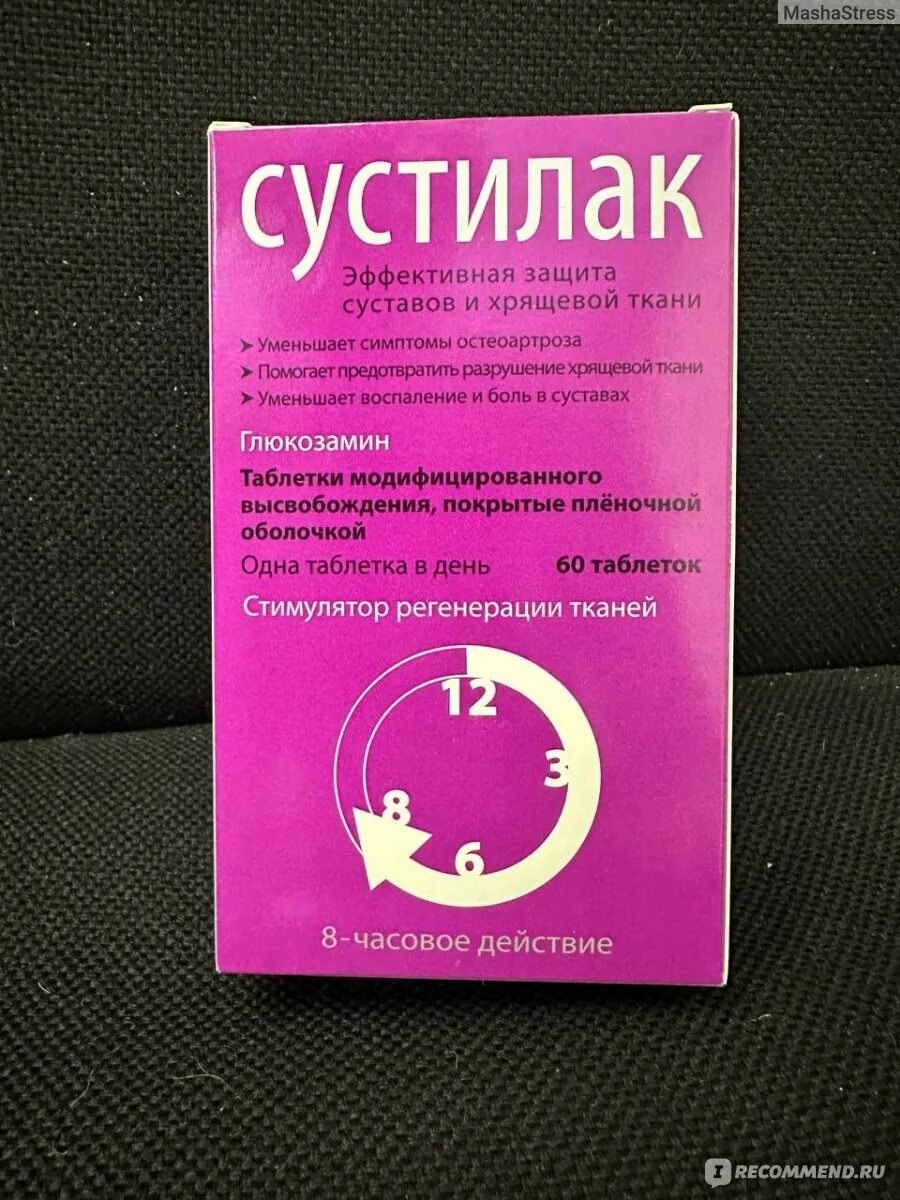 MashaStress
сустилак
Эффективная защита
суставов и хрящевой ткани
➤ Уменьшает симптомы остеоартроза
➤ Помогает предотвратить разрушение хрящевой ткани
➤ Уменьшает воспаление и боль в суставах
Глюкозамин
Таблетки модифицированного
высвобождения, покрытые плёночной
оболочкой
Одна таблетка в день 60 таблеток
Стимулятор регенерации тканей
12
3
8
6
8-часовое действие
IRECOMMEND.RU